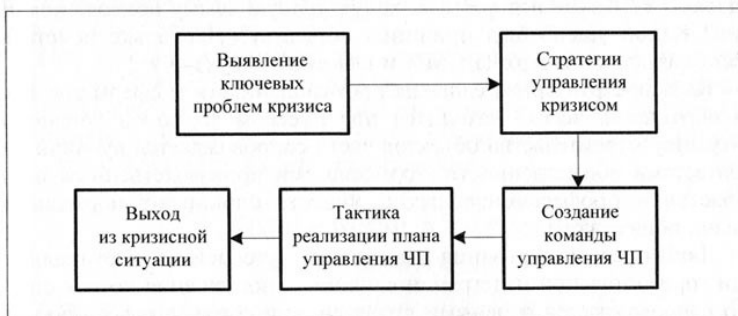 Выявление
ключевых
проблем кризиса
Стратегии
управления
кризисом
Создание
команды
управления ЧП
Тактика
реализации плана
управления ЧП
Выход
из кризисной
ситуации